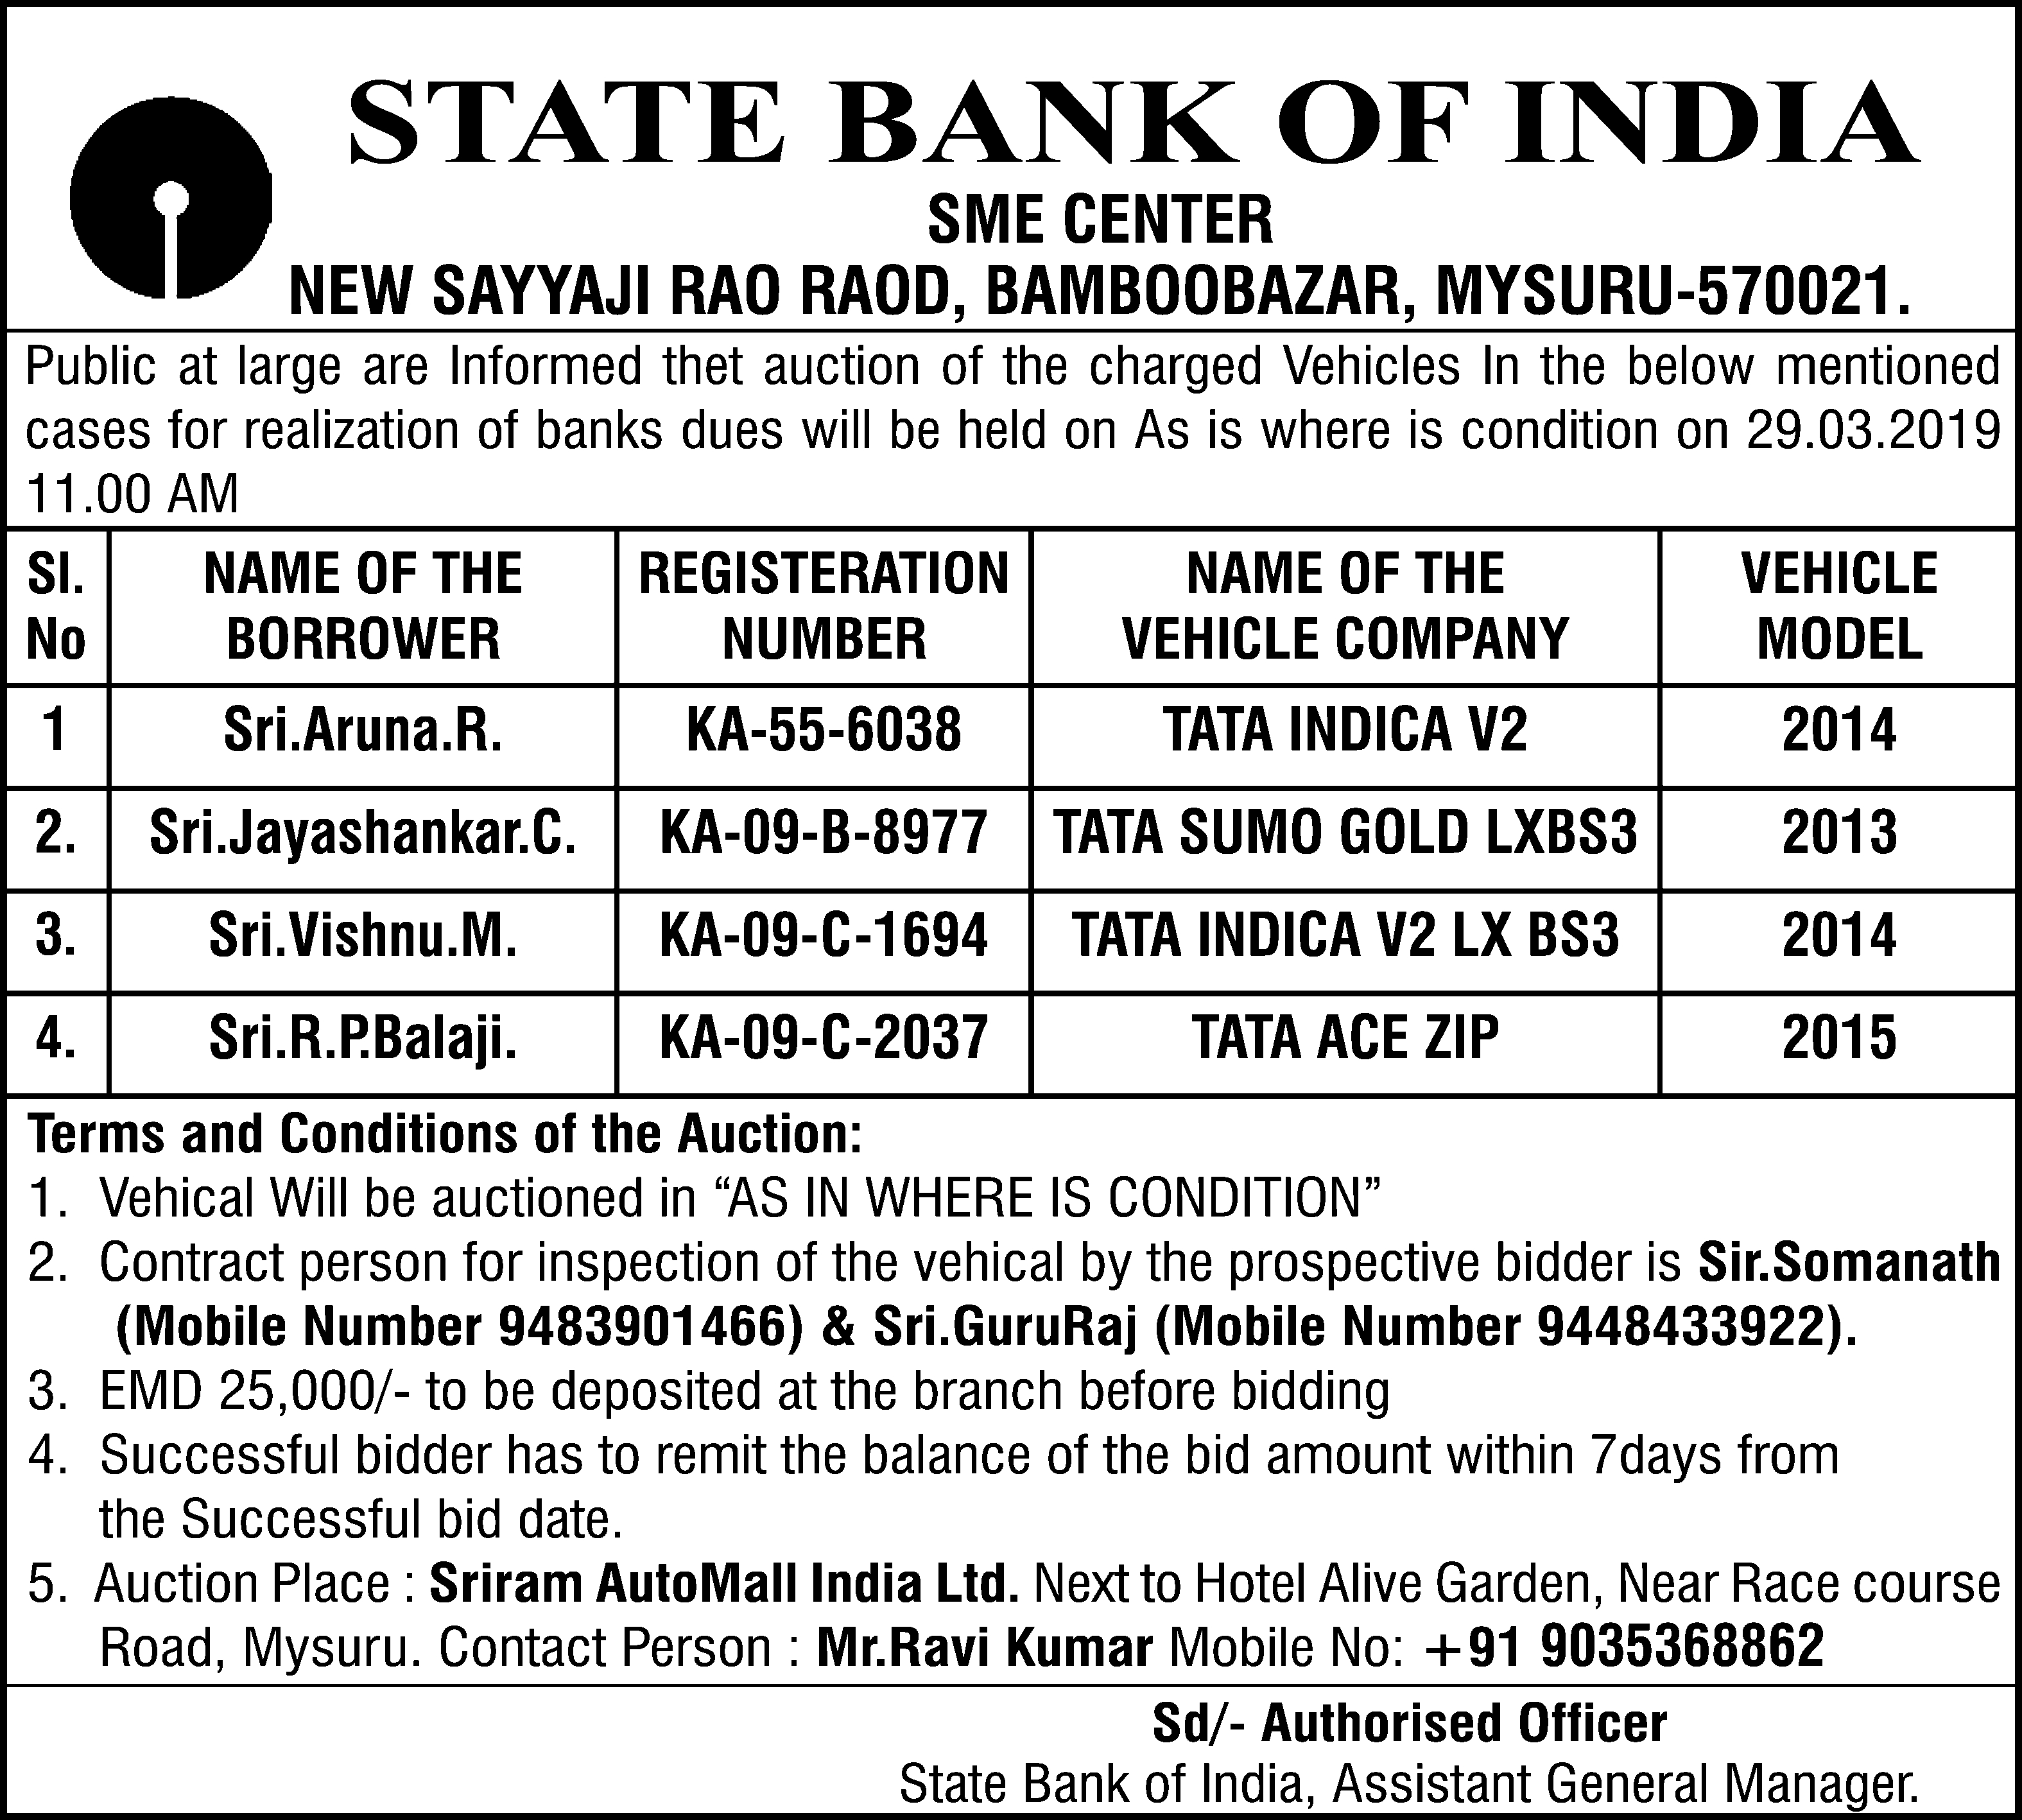 STATE BANK OF INDIA
SME CENTER
NEW SAYYAJI RAO RAOD, BAMBOOBAZAR, MYSURU-570021.
Public at large are Informed thet auction of the charged Vehicles In the below mentioned
cases for realization of banks dues will be held on As is where is condition on 29.03.2019
11.00 AM
Sl. No NAME OF THE BORROWER REGISTERATION NUMBER NAME OF THE VEHICLE COMPANY VEHICLE MODEL
1 Sri.Aruna.R. KA-55-6038 TATA INDICA V2 2014
2. Sri.Jayashankar.C. KA-09-B-8977 TATA SUMO GOLD LXBS3 2013
3. Sri.Vishnu.M. KA-09-C-1694 TATA INDICA V2 LX BS3 2014
4. Sri.R.P.Balaji. KA-09-C-2037 TATA ACE ZIP 2015
Terms and Conditions of the Auction:
1. Vehical Will be auctioned in “AS IN WHERE IS CONDITION”
2. Contract person for inspection of the vehical by the prospective bidder is Sir.Somanath
(Mobile Number 9483901466) & Sri.GuruRaj (Mobile Number 9448433922).
3. EMD 25,000/- to be deposited at the branch before bidding
4. Successful bidder has to remit the balance of the bid amount within 7days from
the Successful bid date.
5. Auction Place : Sriram AutoMall India Ltd. Next to Hotel Alive Garden, Near Race course
Road, Mysuru. Contact Person : Mr.Ravi Kumar Mobile No: +91 9035368862
Sd/- Authorised Officer
State Bank of India, Assistant General Manager.